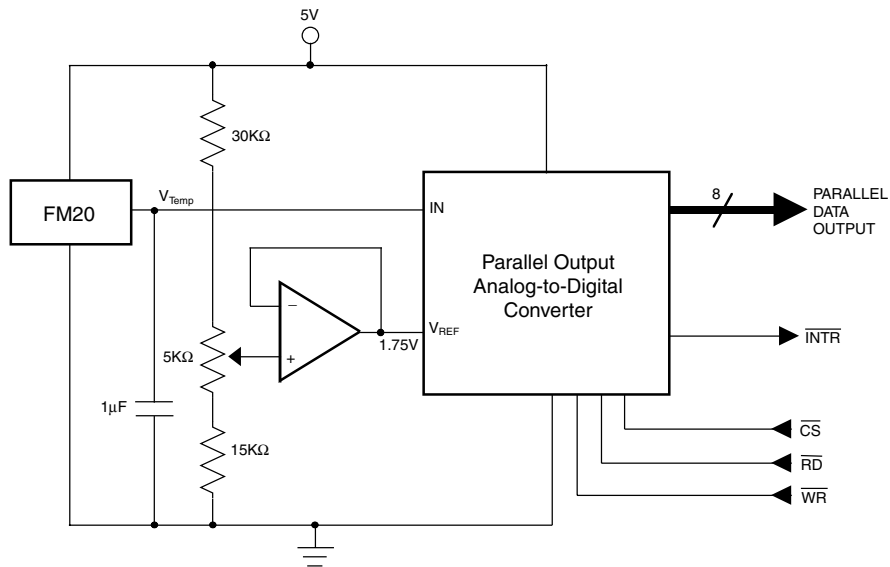 5V
30KΩ
FM20
VTemp
IN
8
PARALLEL
DATA
OUTPUT
Parallel Output
Analog-to-Digital
Converter
−
+
VREF
1.75V
INTR
5KΩ
1μF
15KΩ
CS
RD
WR